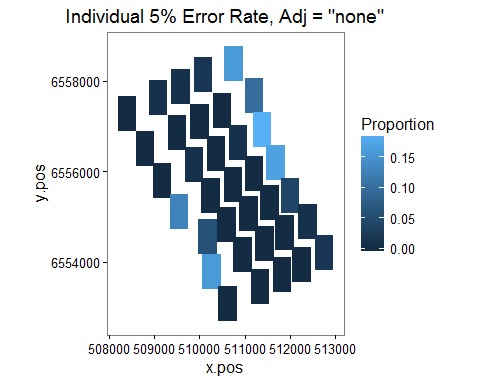 Individual 5% Error Rate, Adj = "none"
6558000
6556000
6554000
y.pos
508000 509000 510000 511000 512000 513000
x.pos
Proportion
0.15
0.10
0.05
0.00